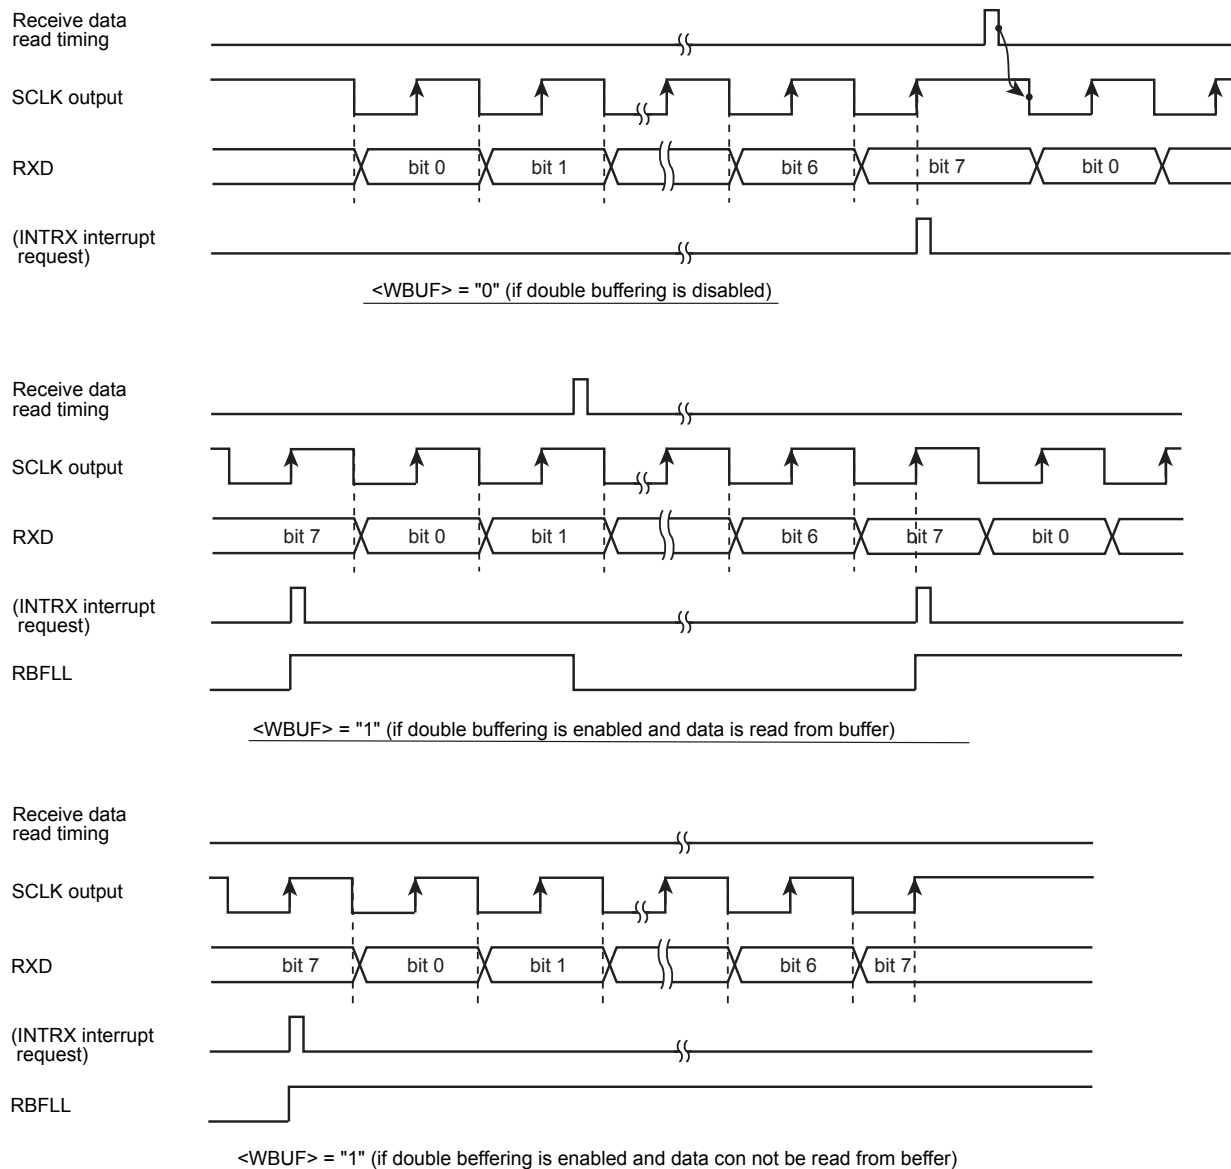 Receive data
read timing
SCLK output
RXD
bit 0 bit 1 bit 6 bit 7 bit 0
(INTRX interrupt
request)
<WBUF> = "0" (if double buffering is disabled)
Receive data
read timing
SCLK output
RXD
bit 7 bit 0 bit 1 bit 6 bit 7 bit 0
(INTRX interrupt
request)
RBFLL
<WBUF> = "1" (if double buffering is enabled and data is read from buffer)
Receive data
read timing
SCLK output
RXD
bit 7 bit 0 bit 1 bit 6 bit 7
(INTRX interrupt
request)
RBFLL
<WBUF> = "1" (if double beffering is enabled and data con not be read from beffer)